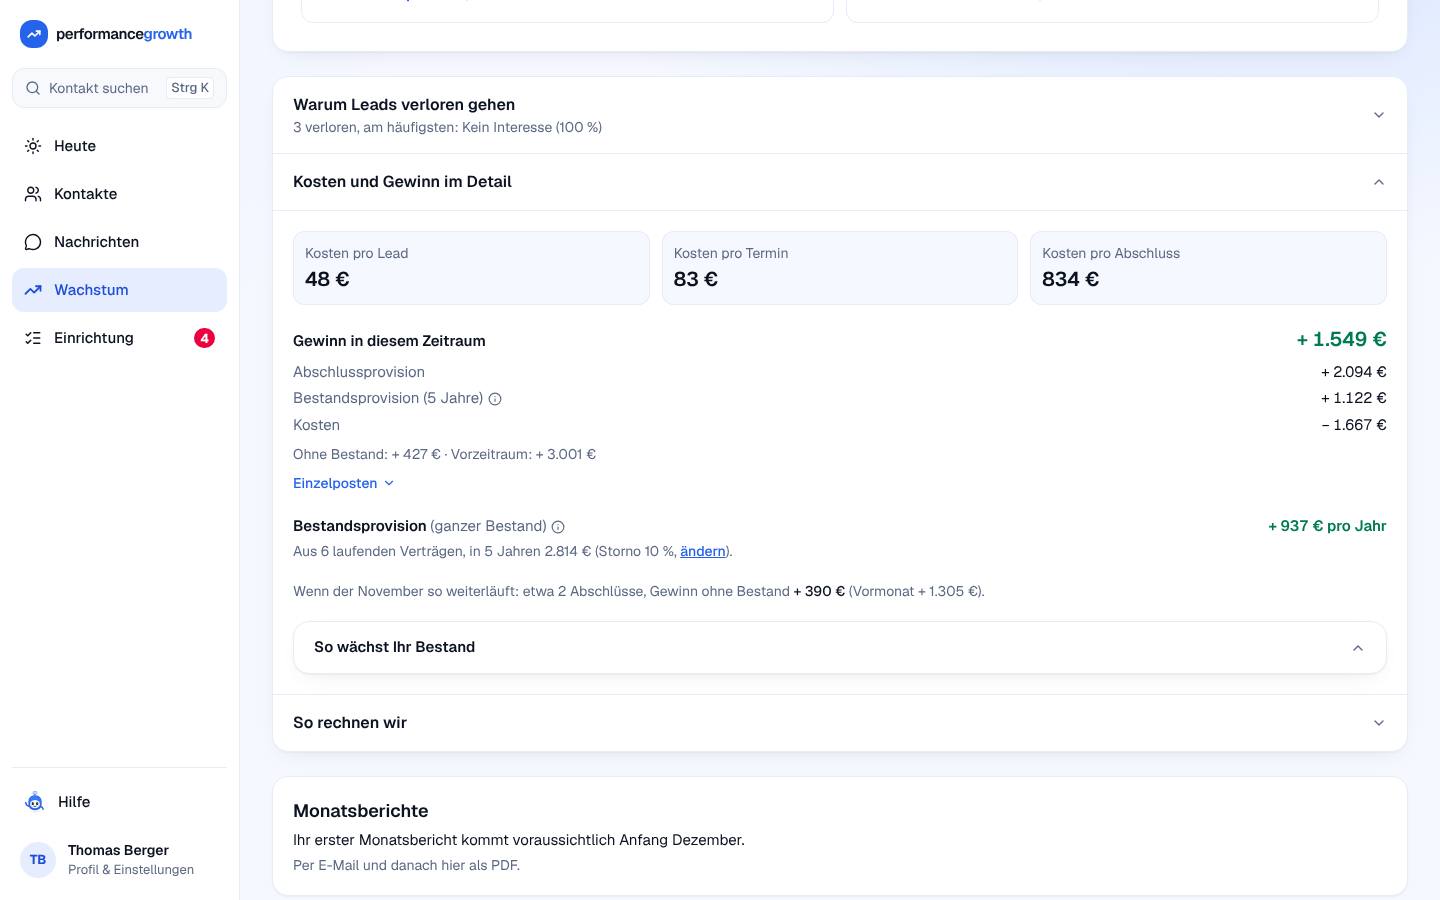 performancegrowth
Kontakt suchen Strg K
Heute
Kontakte
Nachrichten
Wachstum
Einrichtung 4
Hilfe
TB
Thomas Berger
Profil & Einstellungen
Warum Leads verloren gehen
3 verloren, am häufigsten: Kein Interesse (100 %)
Kosten und Gewinn im Detail
Kosten pro Lead
48 €
Kosten pro Termin
83 €
Kosten pro Abschluss
834 €
Gewinn in diesem Zeitraum + 1.549 €
Abschlussprovision + 2.094 €
Bestandsprovision (5 Jahre) + 1.122 €
Kosten − 1.667 €
Ohne Bestand: + 427 € · Vorzeitraum: + 3.001 €
Einzelposten
Bestandsprovision (ganzer Bestand) + 937 € pro Jahr
Aus 6 laufenden Verträgen, in 5 Jahren 2.814 € (Storno 10 %, ändern).
Wenn der November so weiterläuft: etwa 2 Abschlüsse, Gewinn ohne Bestand + 390 € (Vormonat + 1.305 €).
So wächst Ihr Bestand
So rechnen wir
Monatsberichte
Ihr erster Monatsbericht kommt voraussichtlich Anfang Dezember.
Per E-Mail und danach hier als PDF.